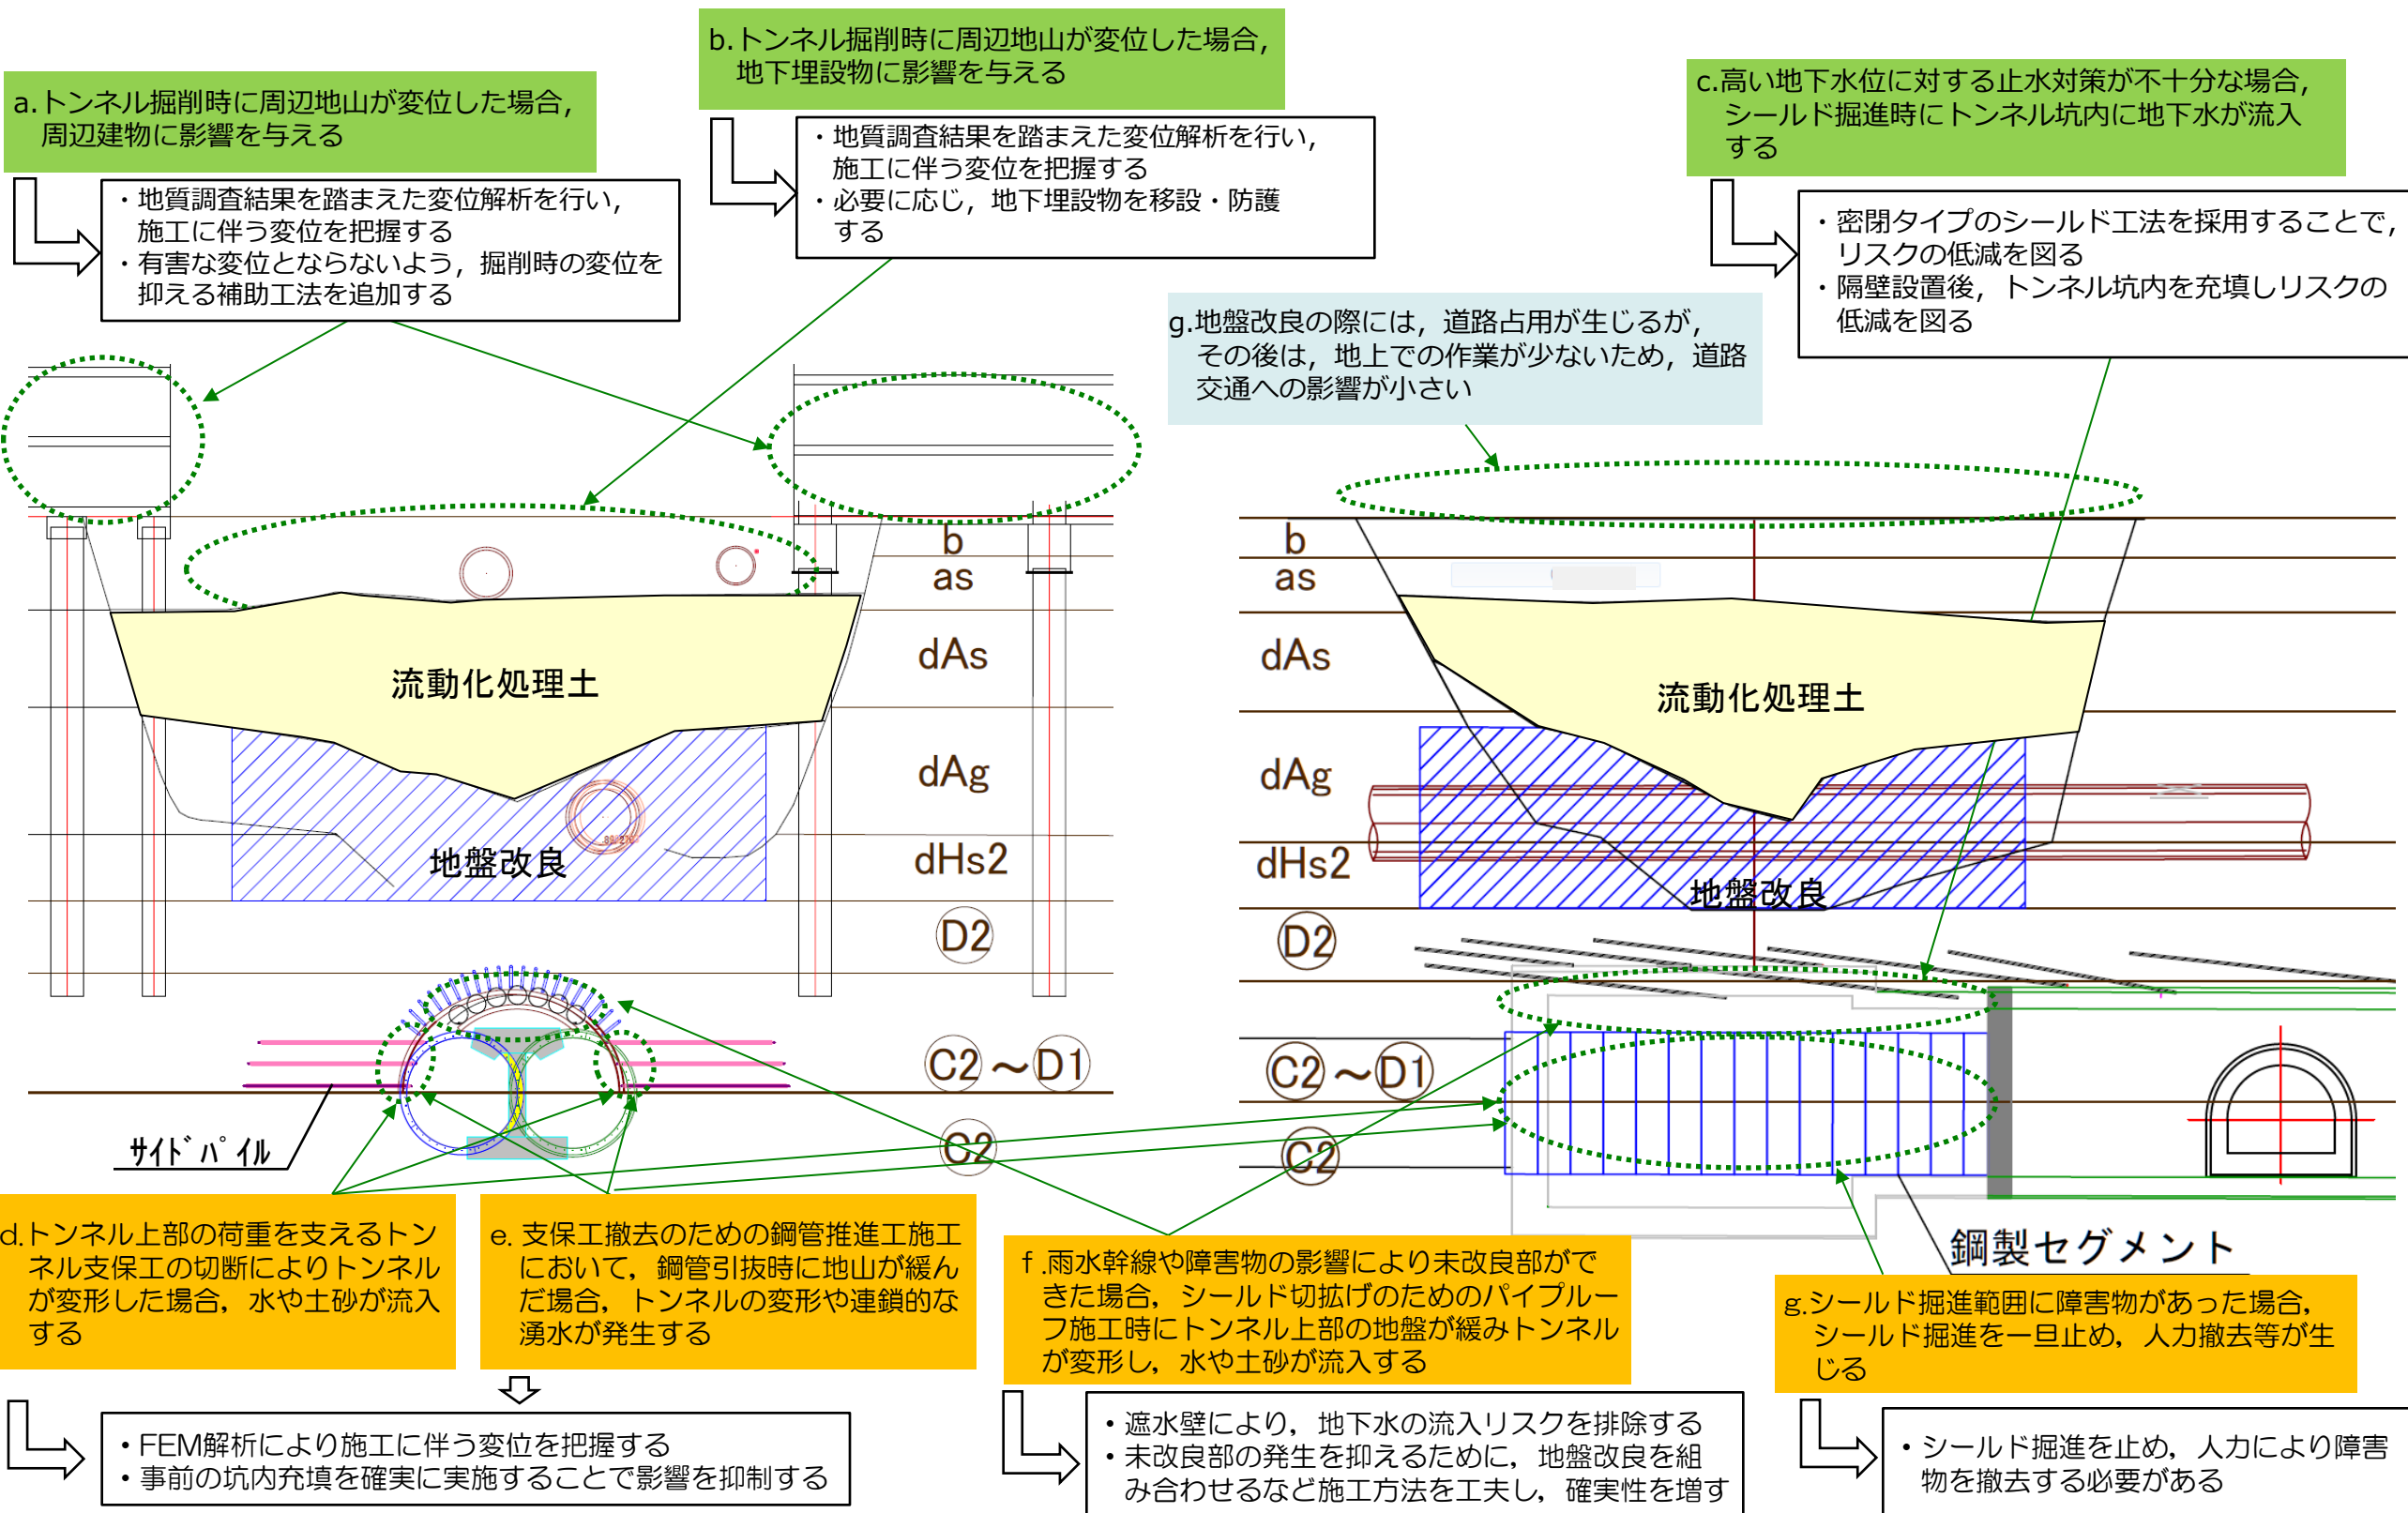 a.トンネル掘削時に周辺地山が変位した場合,
周辺建物に影響を与える
・地質調査結果を踏まえた変位解析を行い,
施工に伴う変位を把握する
・有害な変位とならないよう,掘削時の変位を
抑える補助工法を追加する
b.トンネル掘削時に周辺地山が変位した場合,
地下埋設物に影響を与える
・地質調査結果を踏まえた変位解析を行い,
施工に伴う変位を把握する
・必要に応じ,地下埋設物を移設・防護
する
c.高い地下水位に対する止水対策が不十分な場合,
シールド掘進時にトンネル坑内に地下水が流入
する
・密閉タイプのシールド工法を採用することで,
リスクの低減を図る
・隔壁設置後,トンネル坑内を充填しリスクの
低減を図る
g.地盤改良の際には,道路占用が生じるが,
その後は,地上での作業が少ないため,道路
交通への影響が小さい
b
as
dAs
dAg
dHs2
D2
C2～D1
C2
流動化処理土
地盤改良
サイドパイル
b
as
dAs
dAg
dHs2
D2
C2～D1
C2
流動化処理土
地盤改良
鋼製セグメント
d.トンネル上部の荷重を支えるトン
ネル支保工の切断によりトンネル
が変形した場合,水や土砂が流入
する
e.支保工撤去のための鋼管推進工施工
において,鋼管引抜時に地山が緩ん
だ場合,トンネルの変形や連鎖的な
湧水が発生する
・FEM解析により施工に伴う変位を把握する
・事前の坑内充填を確実に実施することで影響を抑制する
f.雨水幹線や障害物の影響により未改良部がで
きた場合,シールド切拡げのためのパイプルー
フ施工時にトンネル上部の地盤が緩みトンネル
が変形し,水や土砂が流入する
・遮水壁により,地下水の流入リスクを排除する
・未改良部の発生を抑えるために,地盤改良を組
み合わせるなど施工方法を工夫し,確実性を増す
g.シールド掘進範囲に障害物があった場合,
シールド掘進を一旦止め,人力撤去等が生
じる
・シールド掘進を止め,人力により障害
物を撤去する必要がある